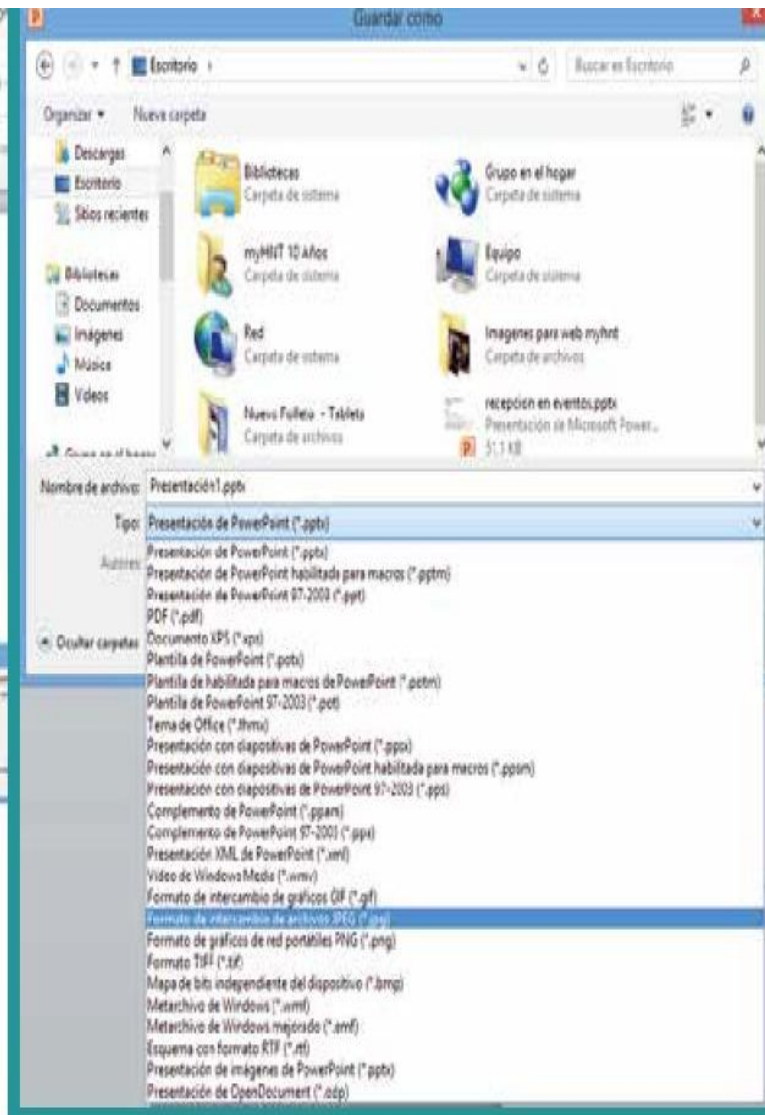 Guardar como
Escritorio
Buscar en Escritorio
Organizar
Nueva carpeta
Descargas
Escritorio
Sitios recientes
Bibliotecas
Documentos
Imágenes
Música
Vídeos
Grupo en el hogar
Bibliotecas
Carpeta de sistema
Grupo en el hogar
Carpeta de sistema
myHNT 10 Años
Carpeta de sistema
Equipo
Carpeta de sistema
Red
Carpeta de sistema
Imagenes para web myhnt
Carpeta de archivos
Nuevo Folleto - Tableta
Carpeta de archivos
recepcion en eventos.pptx
Presentación de Microsoft Power...
51.1 KB
Nombre de archivo: Presentación1.pptx
Tipo: Presentación de PowerPoint (*.pptx)
Autores:
Ocultar carpetas
Presentación de PowerPoint (*.pptx)
Presentación de PowerPoint habilitada para macros (*.pptm)
Presentación de PowerPoint 97-2003 (*.ppt)
PDF (*.pdf)
Documento XPS (*.xps)
Plantilla de PowerPoint (*.potx)
Plantilla de habilitada para macros de PowerPoint (*.potm)
Plantilla de PowerPoint 97-2003 (*.pot)
Tema de Office (*.thmx)
Presentación con diapositivas de PowerPoint (*.ppsx)
Presentación con diapositivas de PowerPoint habilitada para macros (*.ppsm)
Presentación con diapositivas de PowerPoint 97-2003 (*.pps)
Complemento de PowerPoint (*.ppam)
Complemento de PowerPoint 97-2003 (*.ppa)
Presentación XML de PowerPoint (*.xml)
Video de Windows Media (*.wmv)
Formato de intercambio de gráficos GIF (*.gif)
Formato de intercambio de archivos JPEG (*.jpg)
Formato de gráficos de red portátiles PNG (*.png)
Formato TIFF (*.tif)
Mapa de bits independiente del dispositivo (*.bmp)
Metarchivo de Windows (*.wmf)
Metarchivo de Windows mejorado (*.emf)
Esquema con formato RTF (*.rtf)
Presentación de imágenes de PowerPoint (*.pptx)
Presentación de OpenDocument (*.odp)